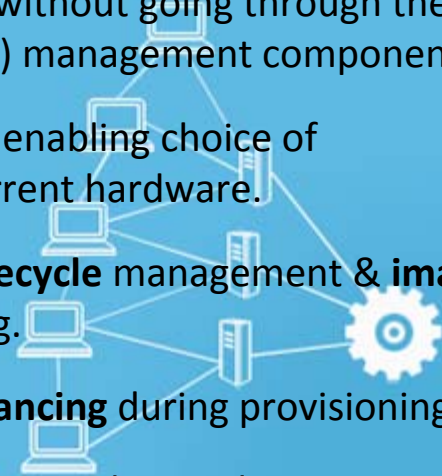 without going through the
) management componen
enabling choice of
rrent hardware.
ecycle management & ima
g.
ancing during provisioning